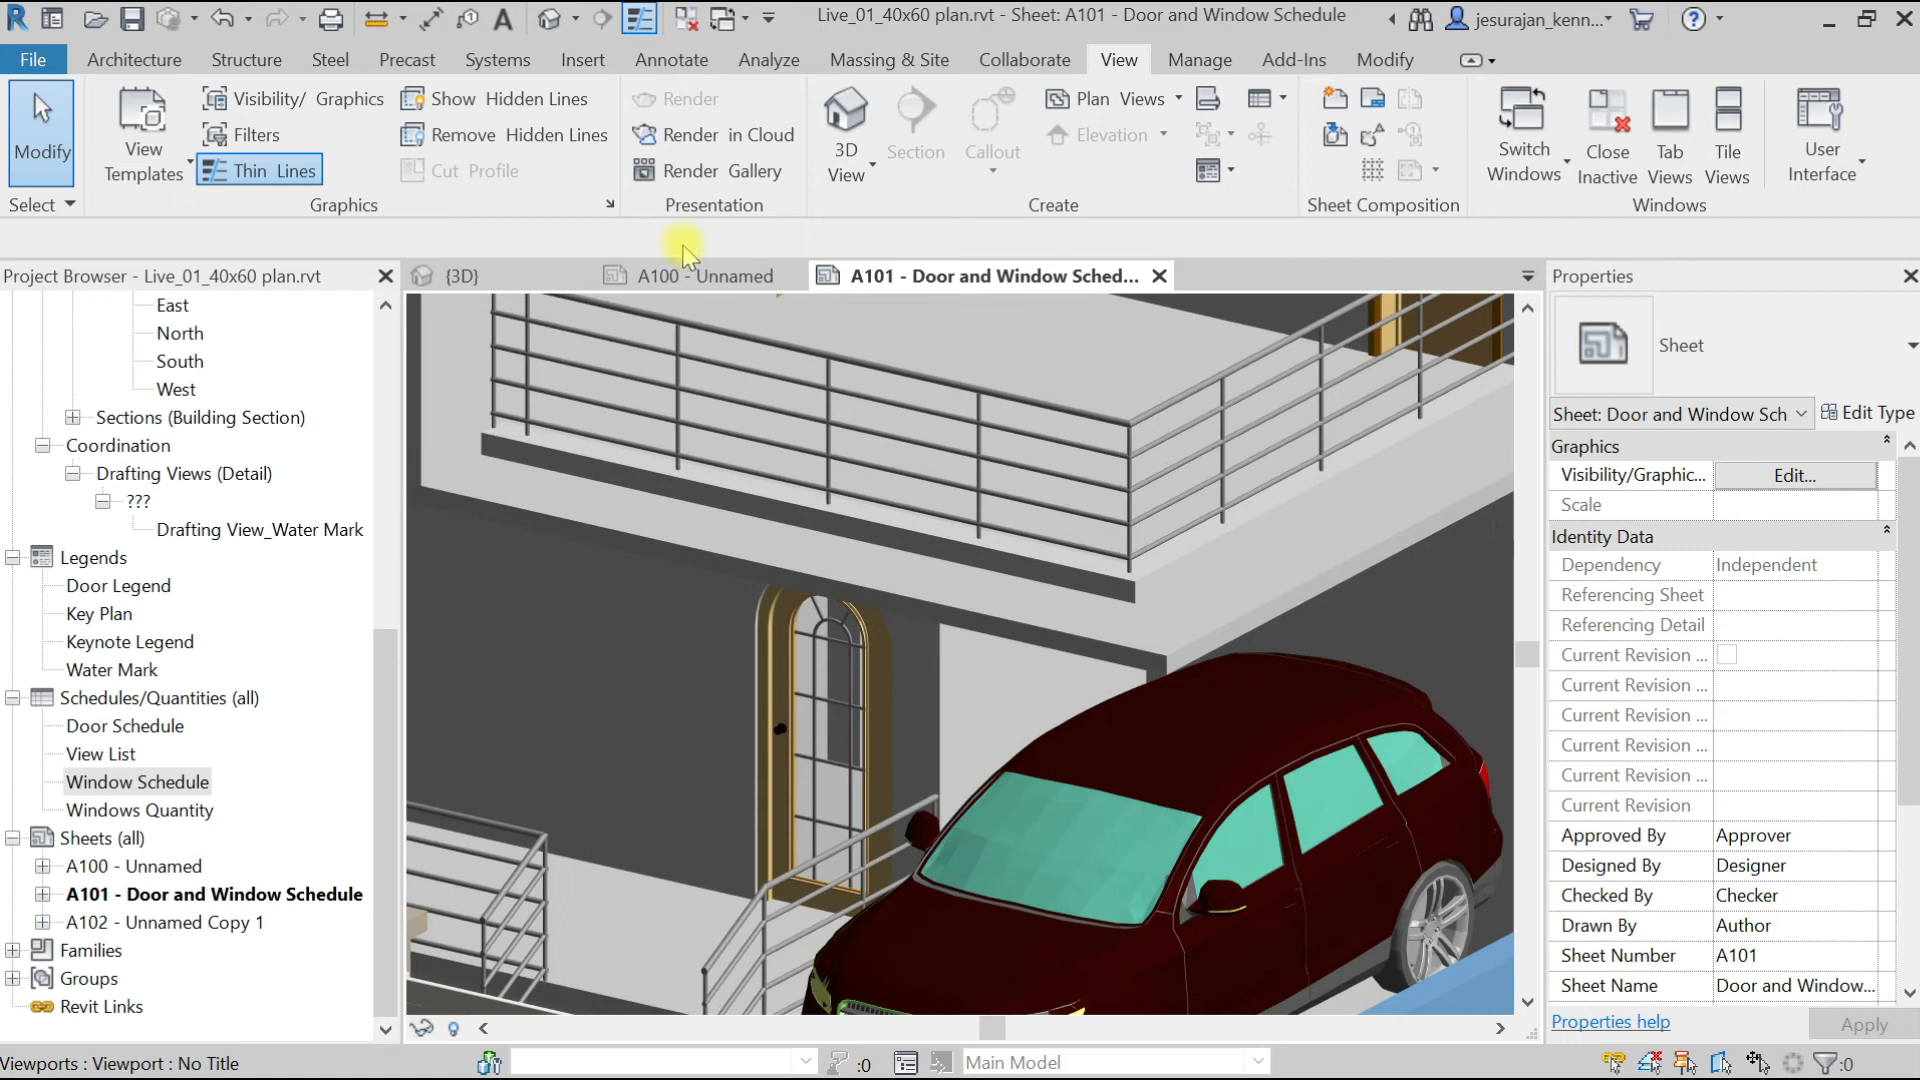 Live_01_40x60 plan.rvt - Sheet: A101 - Door and Window Schedule
jesurajan_kenn...
File Architecture Structure Steel Precast Systems Insert Annotate Analyze Massing & Site Collaborate View Manage Add-Ins Modify
Modify
Select
View Templates
Visibility/ Graphics
Filters
Thin Lines
Show Hidden Lines
Remove Hidden Lines
Cut Profile
Graphics
Render
Render in Cloud
Render Gallery
Presentation
3D View
Section
Callout
Plan Views
Elevation
Create
Sheet Composition
Switch Windows
Close Inactive
Tab Views
Tile Views
Windows
User Interface
Project Browser - Live_01_40x60 plan.rvt
East
North
South
West
Sections (Building Section)
Coordination
Drafting Views (Detail)
???
Drafting View_Water Mark
Legends
Door Legend
Key Plan
Keynote Legend
Water Mark
Schedules/Quantities (all)
Door Schedule
View List
Window Schedule
Windows Quantity
Sheets (all)
A100 - Unnamed
A101 - Door and Window Schedule
A102 - Unnamed Copy 1
Families
Groups
Revit Links
{3D}
A100 - Unnamed
A101 - Door and Window Sched...
Properties
Sheet
Sheet: Door and Window Sch
Edit Type
Graphics
Visibility/Graphic... Edit...
Scale
Identity Data
Dependency Independent
Referencing Sheet
Referencing Detail
Current Revision ...
Current Revision ...
Current Revision ...
Current Revision ...
Current Revision ...
Current Revision
Approved By Approver
Designed By Designer
Checked By Checker
Drawn By Author
Sheet Number A101
Sheet Name Door and Window...
Properties help
Apply
Viewports : Viewport : No Title
:0
Main Model
:0